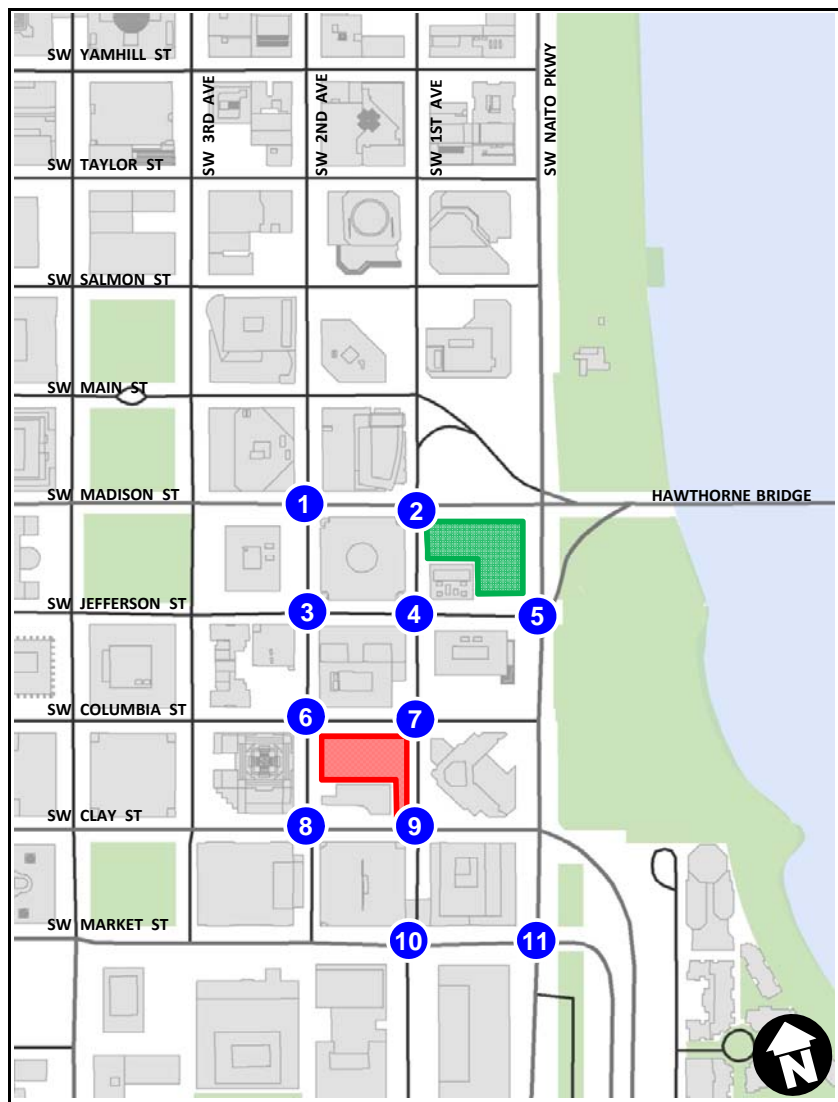 SW YAMHILL ST
SW 3RD AVE
SW 2ND AVE
SW 1ST AVE
SW NAITO PKWY
SW TAYLOR ST
SW SALMON ST
SW MAIN ST
SW MADISON ST
HAWTHORNE BRIDGE
1
2
SW JEFFERSON ST
3
4
5
SW COLUMBIA ST
6
7
SW CLAY ST
8
9
SW MARKET ST
10
11
N